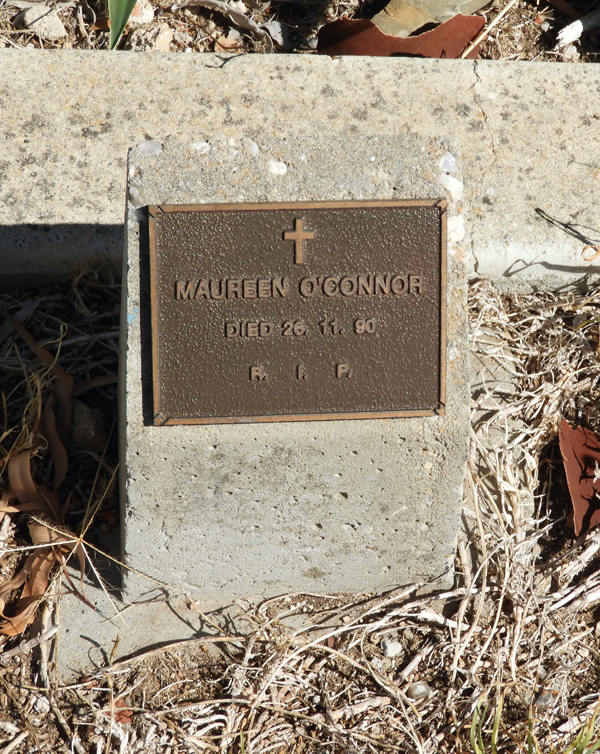 MAUREEN O'CONNOR
DIED 26. 11. 90
R. I. P.